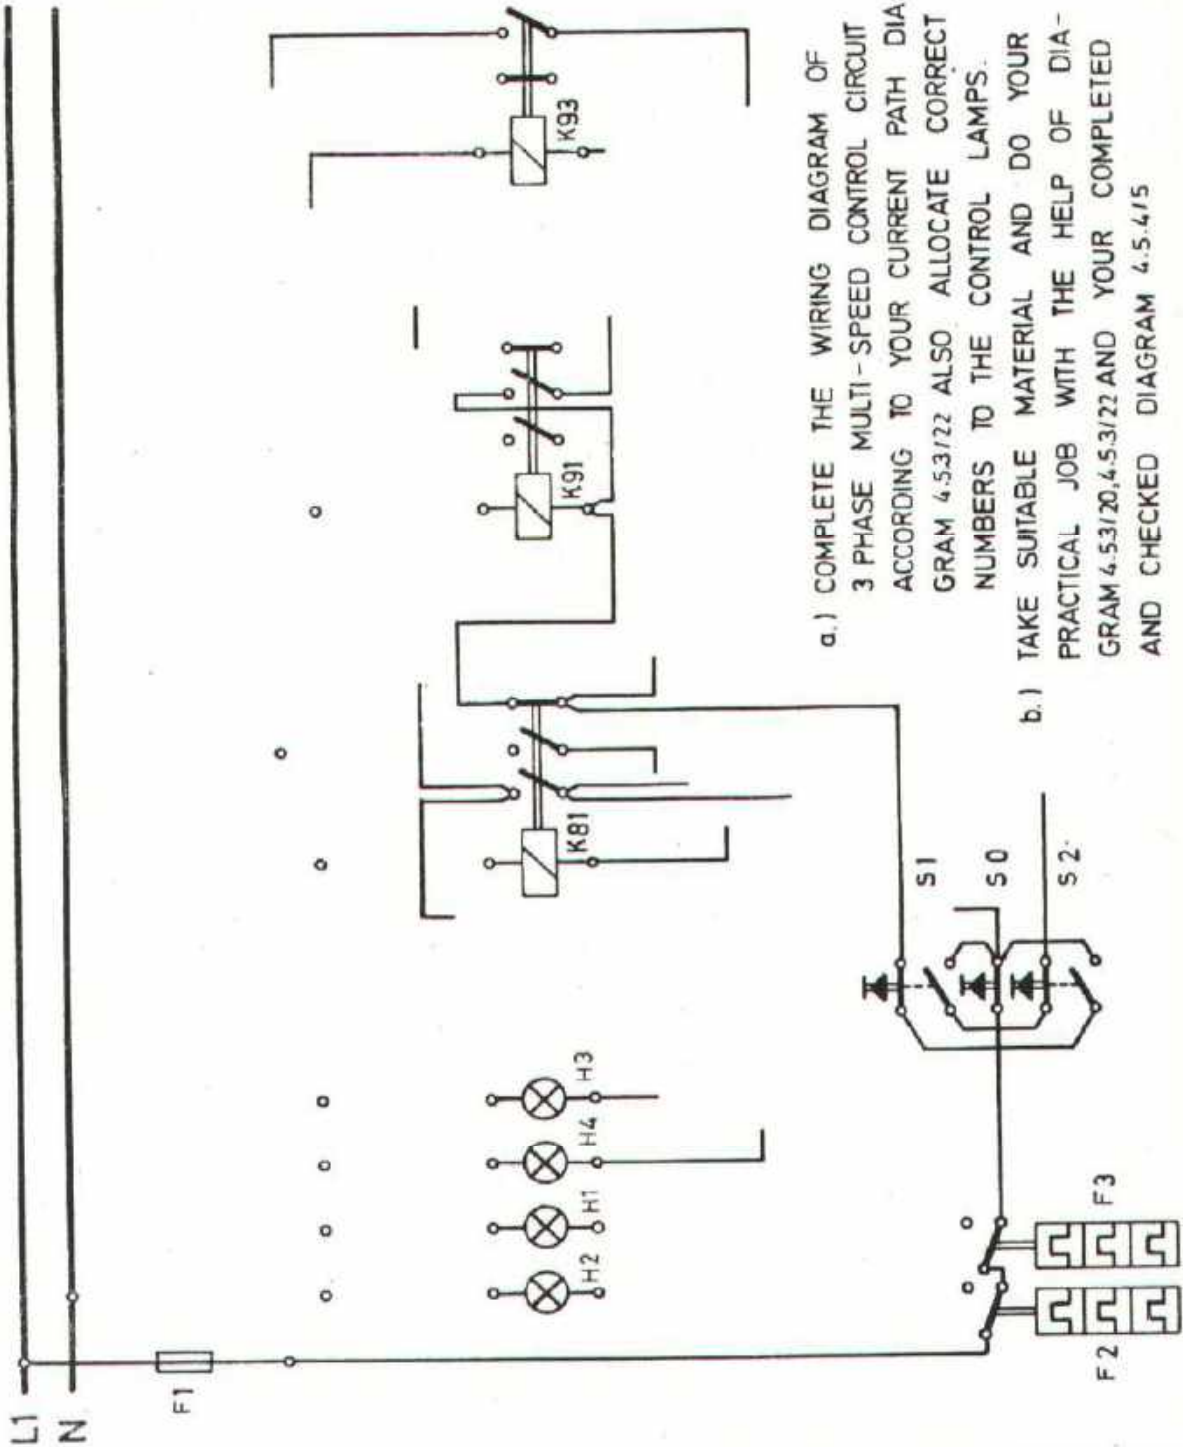 L1
N
F1
H2
H1
H4
H3
K81
K91
K93
S1
S0
S2
F2
F3
a.) COMPLETE THE WIRING DIAGRAM OF
3 PHASE MULTI-SPEED CONTROL CIRCUIT
ACCORDING TO YOUR CURRENT PATH DIA
GRAM 4.5.3/22 ALSO ALLOCATE CORRECT
NUMBERS TO THE CONTROL LAMPS.
b.) TAKE SUITABLE MATERIAL AND DO YOUR
PRACTICAL JOB WITH THE HELP OF DIA-
GRAM 4.5.3/20,4.5.3/22 AND YOUR COMPLETED
AND CHECKED DIAGRAM 4.5.4/5